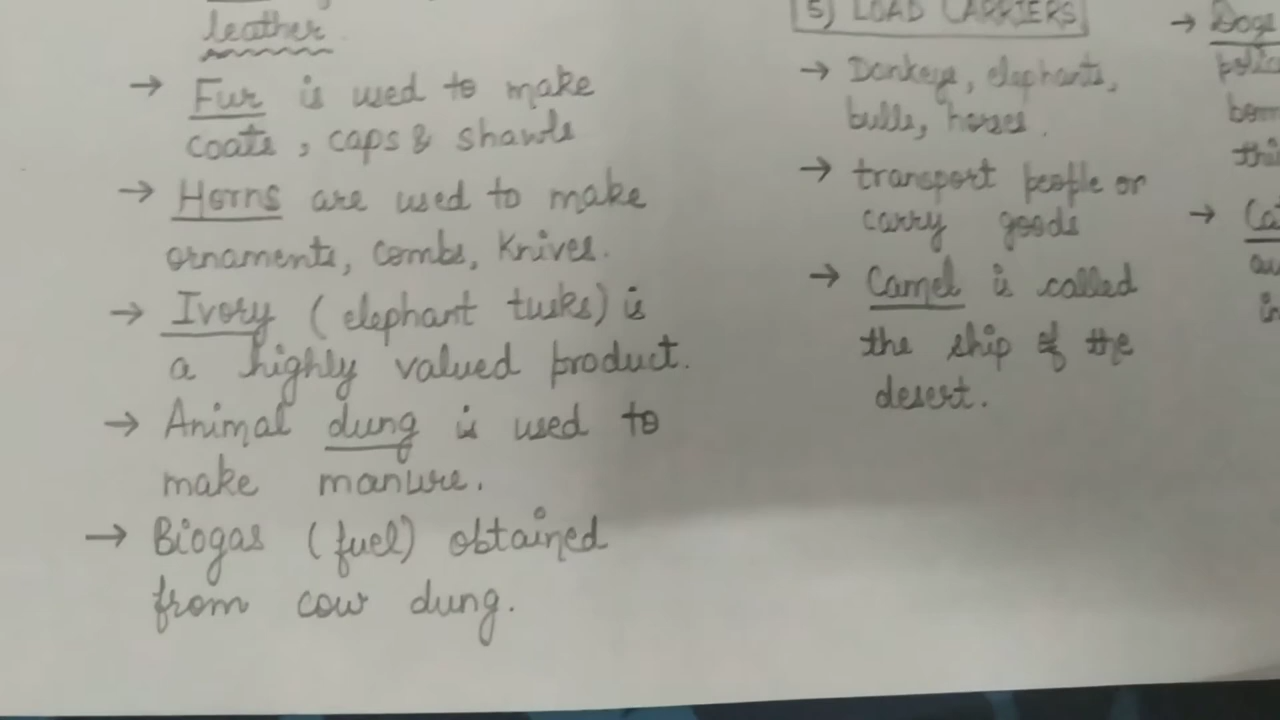 leather
→ Fur is used to make
coats, caps & shawls
→ Horns are used to make
ornaments, combs, Knives.
→ Ivory (elephant tusks) is
a highly valued product.
→ Animal dung is used to
make manure.
→ Biogas (fuel) obtained
from cow dung.
5) LOAD CARRIERS
→ Donkeys, elephants,
bulls, horses.
→ transport people or
carry goods
→ Camel is called
the ship of the
desert.
→ Dogs